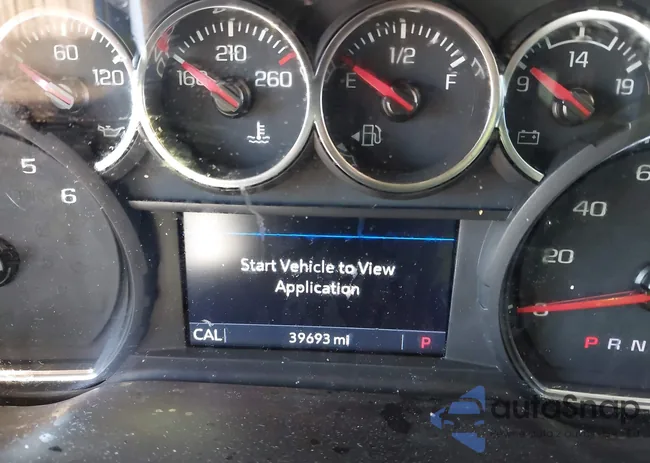 60
120
160
210
260
1/2
E
F
14
9
19
5
6
Start Vehicle to View
Application
CAL
39693 mi
P
40
20
P R N
autoSnap